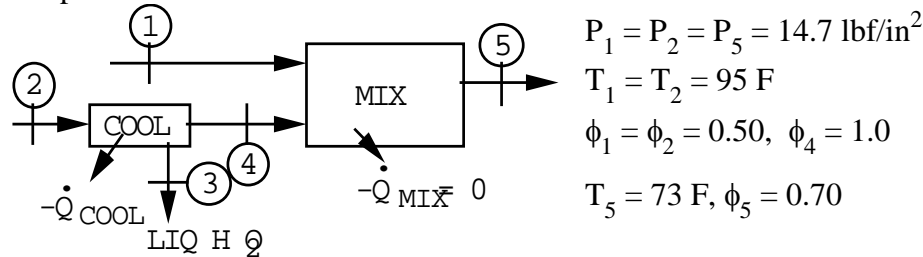 1
5
2
MIX
COOL
3
4
-Q̇ COOL
-Q̇ MIX = 0
LIQ H₂O
P₁ = P₂ = P₅ = 14.7 lbf/in²
T₁ = T₂ = 95 F
ϕ₁ = ϕ₂ = 0.50, ϕ₄ = 1.0
T₅ = 73 F, ϕ₅ = 0.70